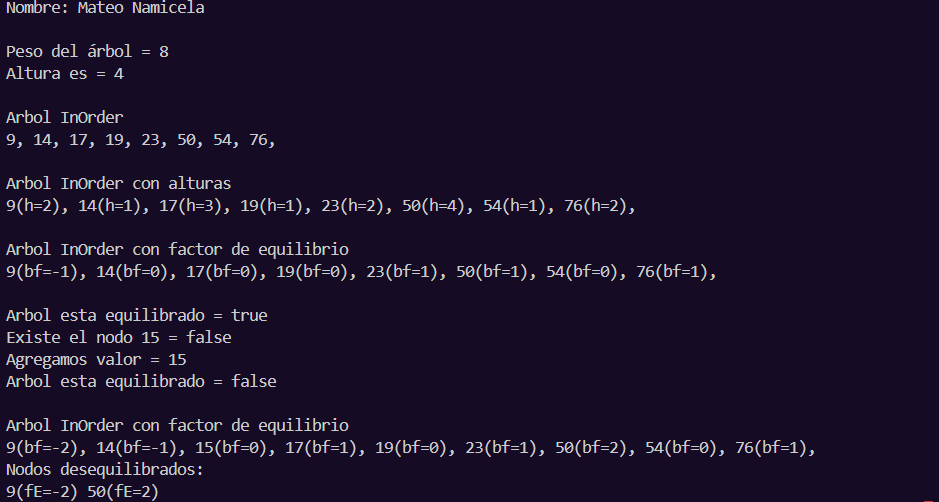 Nombre: Mateo Namicela
Peso del árbol = 8
Altura es = 4
Arbol InOrder
9, 14, 17, 19, 23, 50, 54, 76,
Arbol InOrder con alturas
9(h=2), 14(h=1), 17(h=3), 19(h=1), 23(h=2), 50(h=4), 54(h=1), 76(h=2),
Arbol InOrder con factor de equilibrio
9(bf=-1), 14(bf=0), 17(bf=0), 19(bf=0), 23(bf=1), 50(bf=1), 54(bf=0), 76(bf=1),
Arbol esta equilibrado = true
Existe el nodo 15 = false
Agregamos valor = 15
Arbol esta equilibrado = false
Arbol InOrder con factor de equilibrio
9(bf=-2), 14(bf=-1), 15(bf=0), 17(bf=1), 19(bf=0), 23(bf=1), 50(bf=2), 54(bf=0), 76(bf=1),
Nodos desequilibrados:
9(fE=-2) 50(fE=2)